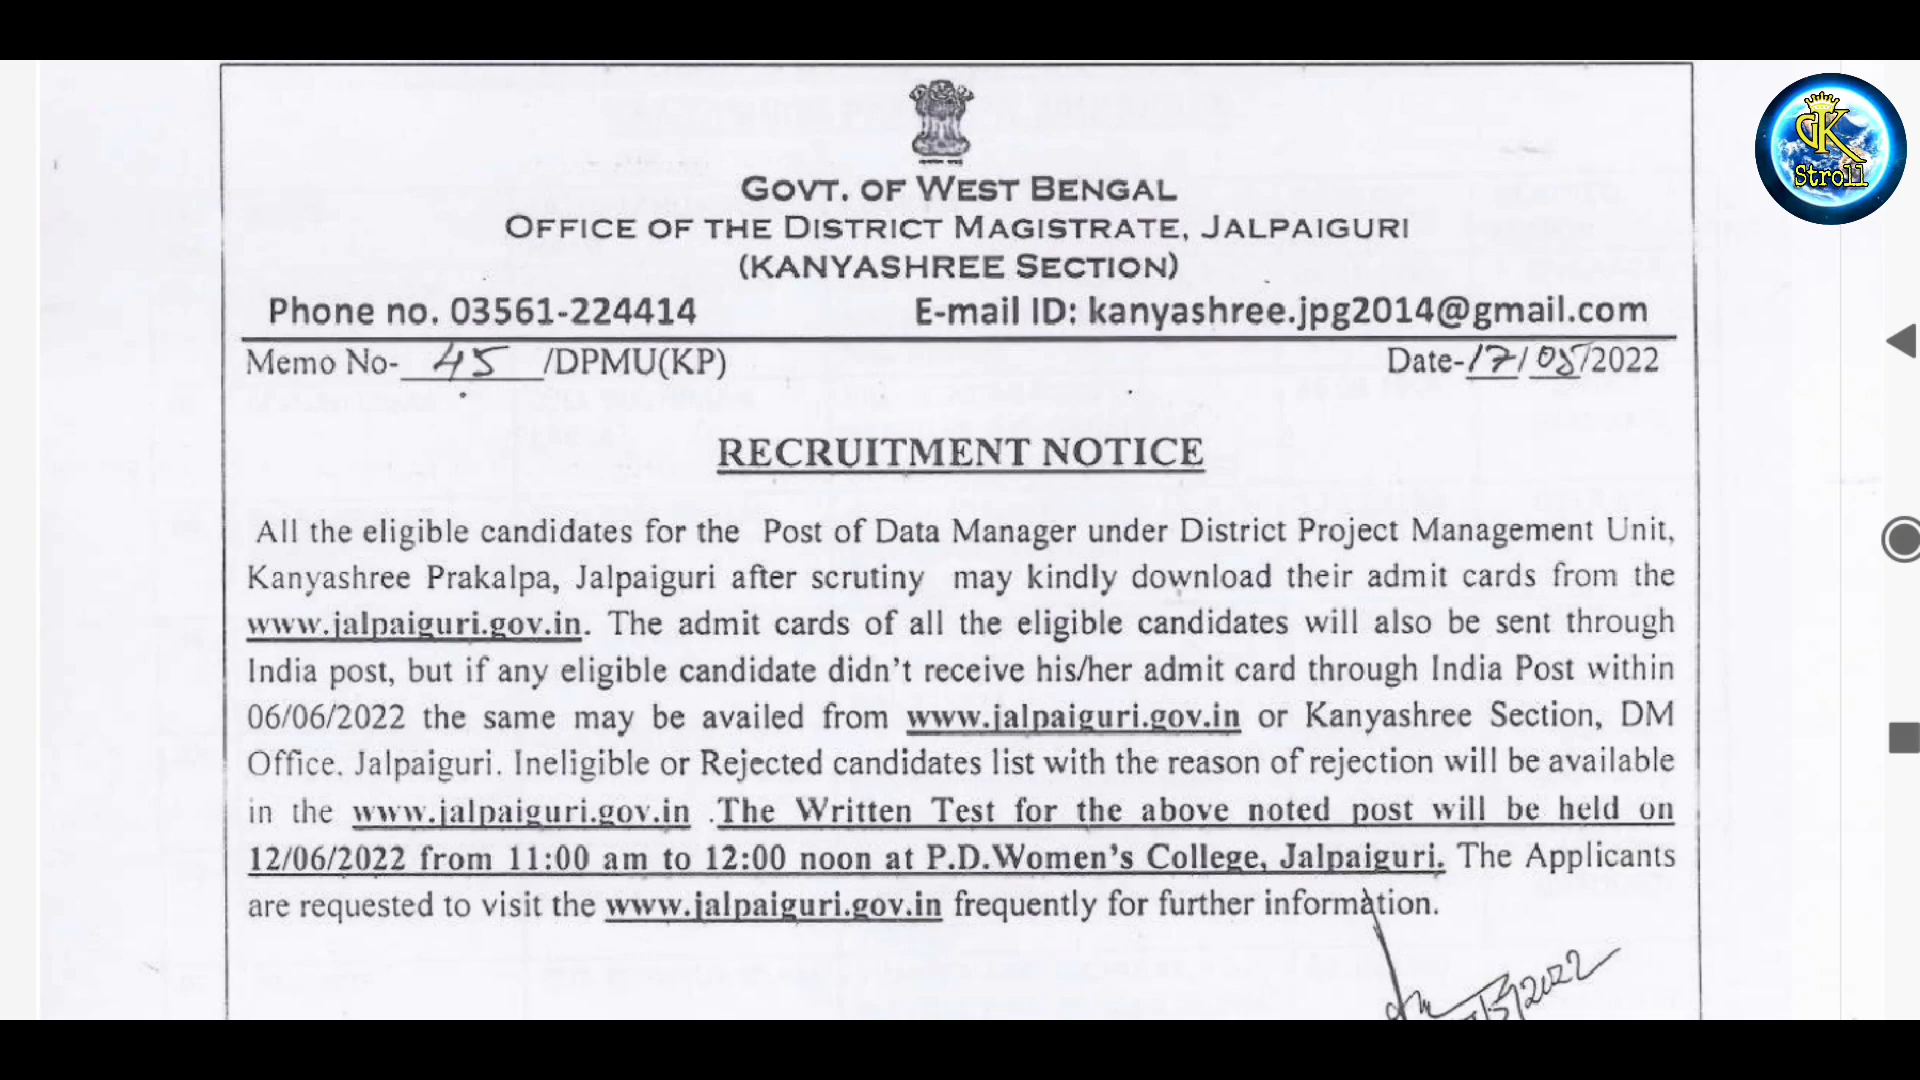 GOVT. OF WEST BENGAL
OFFICE OF THE DISTRICT MAGISTRATE, JALPAIGURI
(KANYASHREE SECTION)
Phone no. 03561-224414 E-mail ID: kanyashree.jpg2014@gmail.com
Memo No- 45 /DPMU(KP) Date-17/05/2022
RECRUITMENT NOTICE
All the eligible candidates for the Post of Data Manager under District Project Management Unit,
Kanyashree Prakalpa, Jalpaiguri after scrutiny may kindly download their admit cards from the
www.jalpaiguri.gov.in. The admit cards of all the eligible candidates will also be sent through
India post, but if any eligible candidate didn't receive his/her admit card through India Post within
06/06/2022 the same may be availed from www.jalpaiguri.gov.in or Kanyashree Section, DM
Office. Jalpaiguri. Ineligible or Rejected candidates list with the reason of rejection will be available
in the www.jalpaiguri.gov.in .The Written Test for the above noted post will be held on
12/06/2022 from 11:00 am to 12:00 noon at P.D.Women's College, Jalpaiguri. The Applicants
are requested to visit the www.jalpaiguri.gov.in frequently for further information.
GK
Stroll